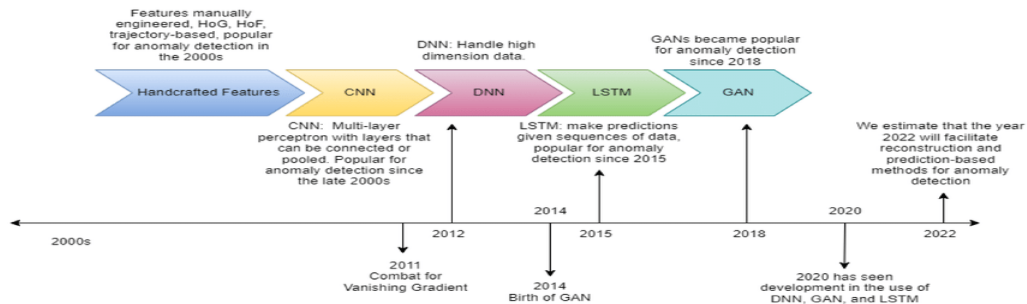 Features manually
engineered, HoG, HoF,
trajectory-based, popular
for anomaly detection in
the 2000s
DNN: Handle high
dimension data.
GANs became popular
for anomaly detection
since 2018
Handcrafted Features
CNN
DNN
LSTM
GAN
CNN: Multi-layer
perceptron with layers that
can be connected or
pooled. Popular for
anomaly detection since
the late 2000s
LSTM: make predictions
given sequences of data,
popular for anomaly
detection since 2015
We estimate that the year
2022 will facilitate
reconstruction and
prediction-based
methods for anomaly
detection
2014
2020
2000s
2012
2015
2018
2022
2011
Combat for
Vanishing Gradient
2014
Birth of GAN
2020 has seen
development in the use of
DNN, GAN, and LSTM